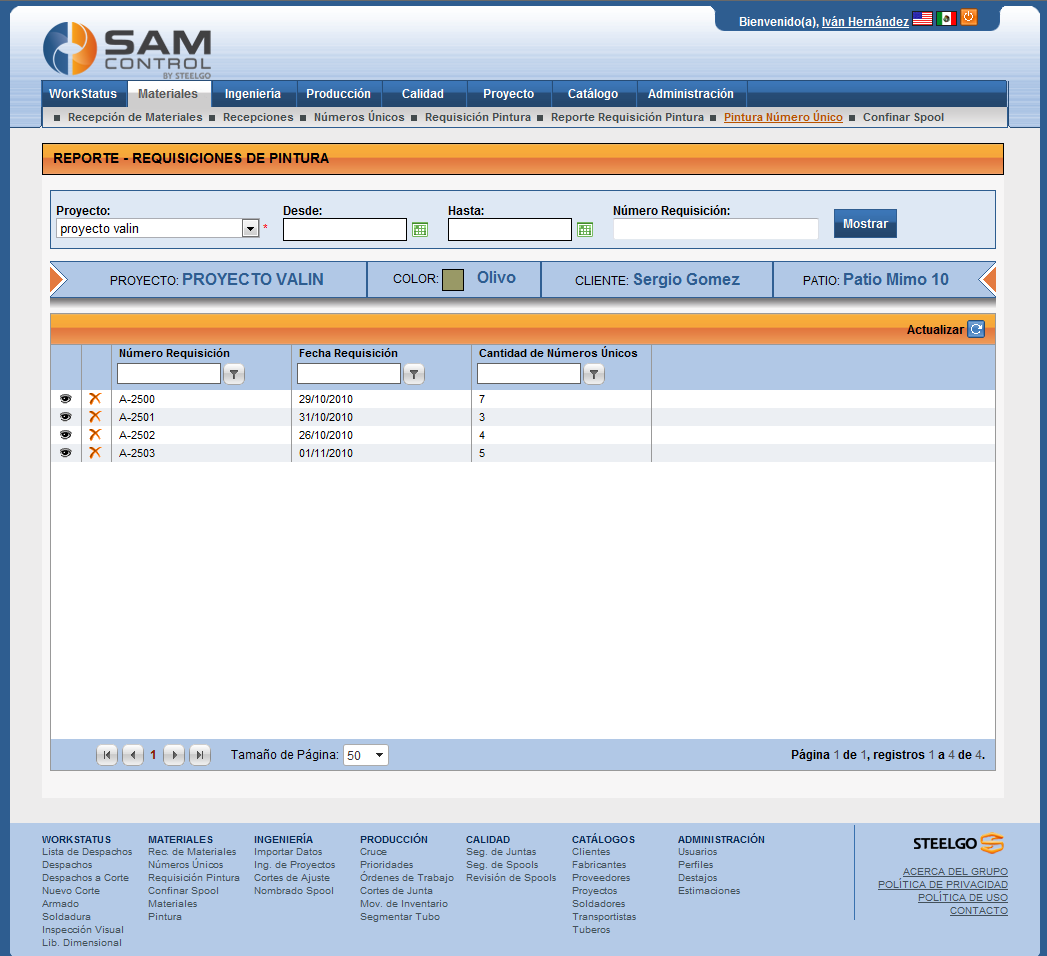 Bienvenido(a), Iván Hernández
SAM
CONTROL
BY STEELGO
WorkStatus Materiales Ingeniería Producción Calidad Proyecto Catálogo Administración
Recepción de Materiales Recepciones Números Únicos Requisición Pintura Reporte Requisición Pintura Pintura Número Único Confinar Spool
REPORTE - REQUISICIONES DE PINTURA
Proyecto: Desde: Hasta: Número Requisición:
proyecto valin * Mostrar
PROYECTO: PROYECTO VALIN COLOR: Olivo CLIENTE: Sergio Gomez PATIO: Patio Mimo 10
Actualizar
Número Requisición Fecha Requisición Cantidad de Números Únicos
A-2500 29/10/2010 7
A-2501 31/10/2010 3
A-2502 26/10/2010 4
A-2503 01/11/2010 5
1 Tamaño de Página: 50 Página 1 de 1, registros 1 a 4 de 4.
WORKSTATUS
Lista de Despachos
Despachos
Despachos a Corte
Nuevo Corte
Armado
Soldadura
Inspección Visual
Lib. Dimensional
MATERIALES
Rec. de Materiales
Números Únicos
Requisición Pintura
Confinar Spool
Materiales
Pintura
INGENIERÍA
Importar Datos
Ing. de Proyectos
Cortes de Ajuste
Nombrado Spool
PRODUCCIÓN
Cruce
Prioridades
Órdenes de Trabajo
Cortes de Junta
Mov. de Inventario
Segmentar Tubo
CALIDAD
Seg. de Juntas
Seg. de Spools
Revisión de Spools
CATÁLOGOS
Clientes
Fabricantes
Proveedores
Proyectos
Soldadores
Transportistas
Tuberos
ADMINISTRACIÓN
Usuarios
Perfiles
Destajos
Estimaciones
STEELGO
ACERCA DEL GRUPO
POLÍTICA DE PRIVACIDAD
POLÍTICA DE USO
CONTACTO